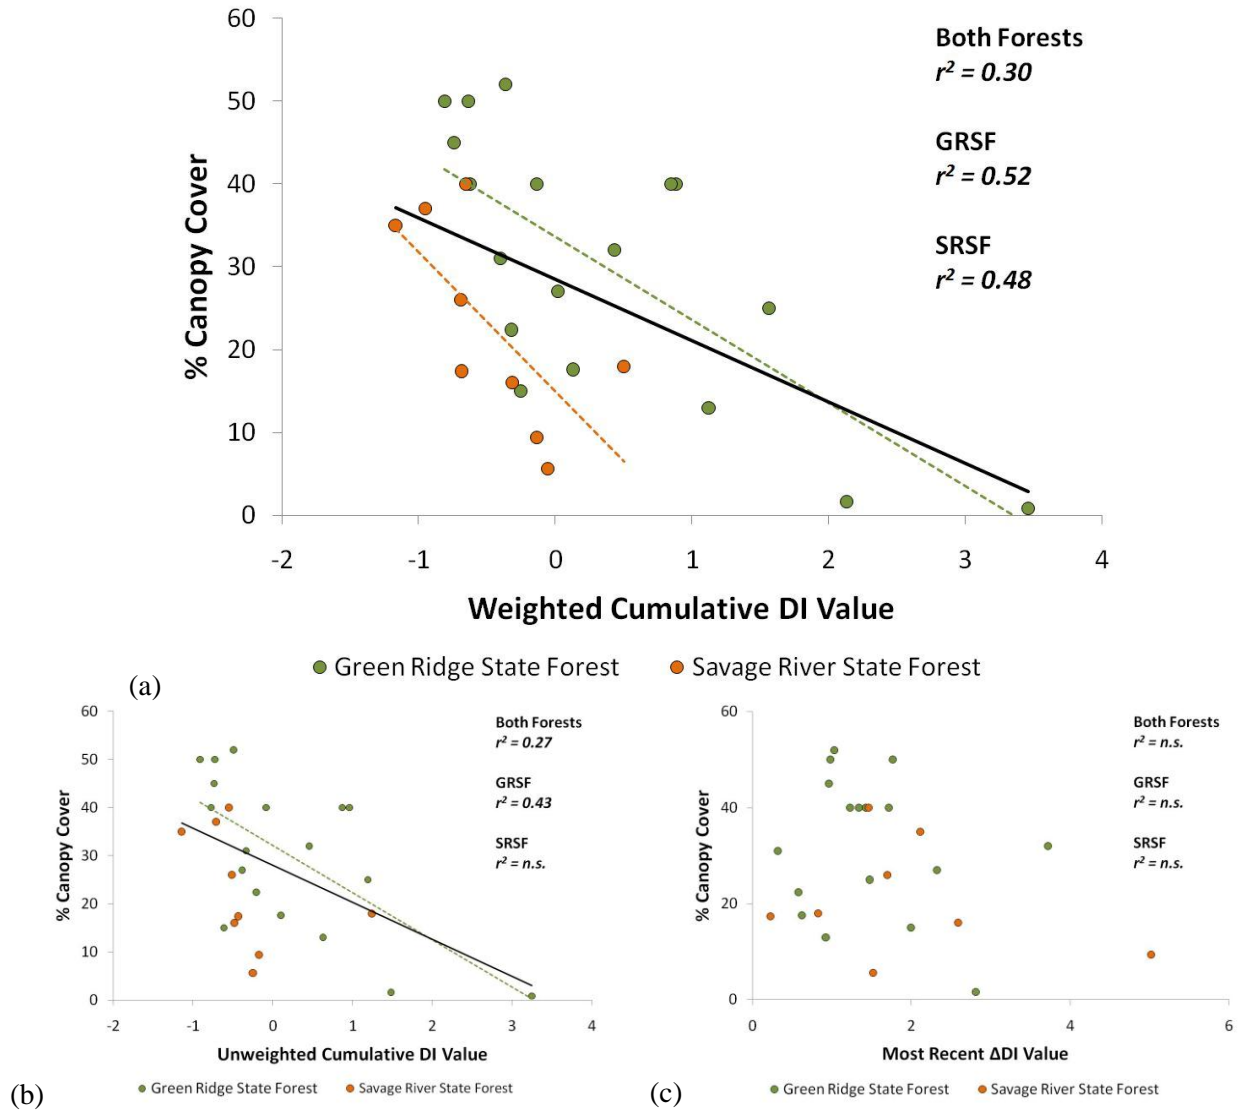 60
50
40
30
20
10
0
% Canopy Cover
Both Forests
r² = 0.30
GRSF
r² = 0.52
SRSF
r² = 0.48
-2 -1 0 1 2 3 4
Weighted Cumulative DI Value
Green Ridge State Forest Savage River State Forest
(a)
60
50
40
30
20
10
0
% Canopy Cover
Both Forests
r² = 0.27
GRSF
r² = 0.43
SRSF
r² = n.s.
-2 -1 0 1 2 3 4
Unweighted Cumulative DI Value
Green Ridge State Forest Savage River State Forest
(b)
60
40
20
0
% Canopy Cover
Both Forests
r² = n.s.
GRSF
r² = n.s.
SRSF
r² = n.s.
0 2 4 6
Most Recent ΔDI Value
Green Ridge State Forest Savage River State Forest
(c)